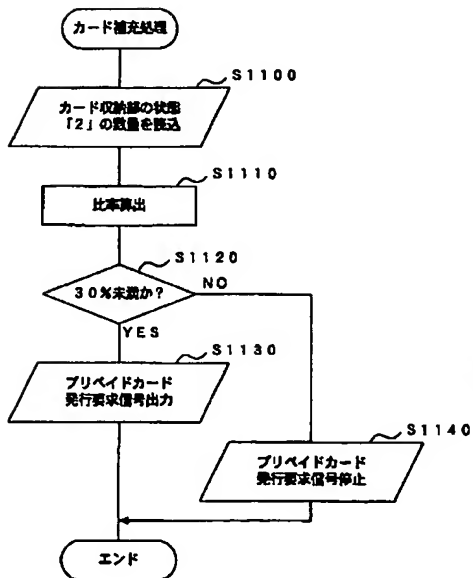 カード補充処理
S1100
カード収納部の状態
「2」の数量を読込
S1110
比率算出
S1120
30%未満か?
NO
YES
S1130
プリペイドカード
発行要求信号出力
S1140
プリペイドカード
発行要求信号停止
エンド